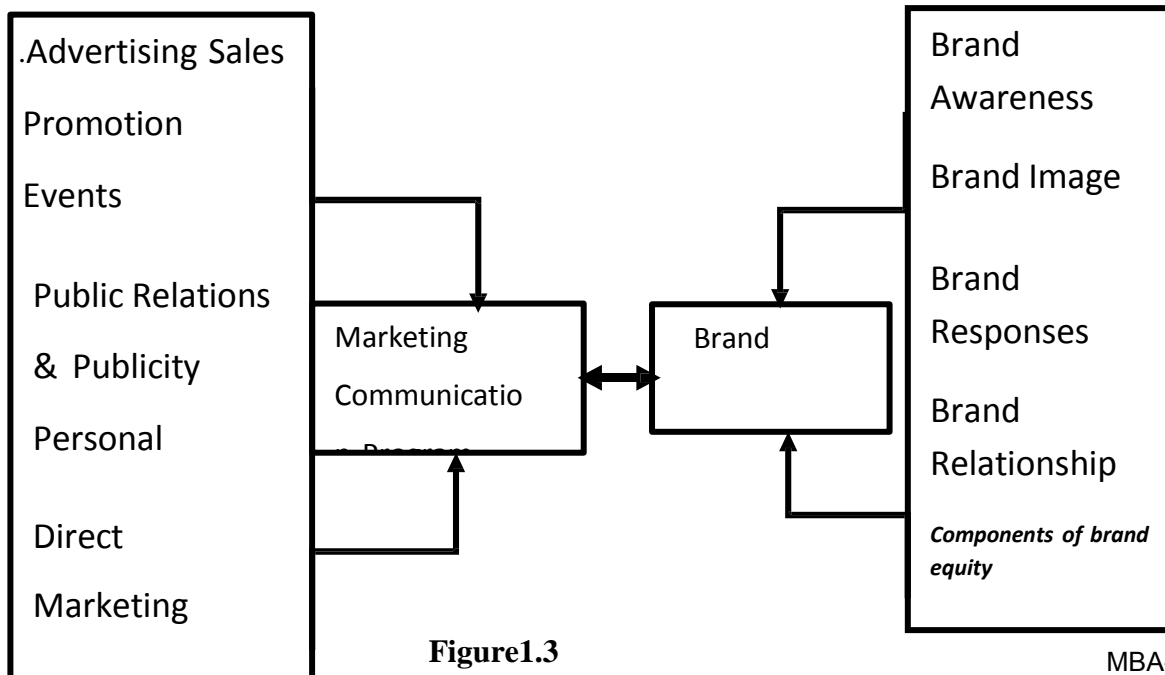 .Advertising Sales
Promotion
Events
Public Relations
& Publicity
Personal
Direct
Marketing
Marketing
Communicatio
n Program
Brand
Brand
Awareness
Brand Image
Brand
Responses
Brand
Relationship
Components of brand
equity
Figure1.3
MBA